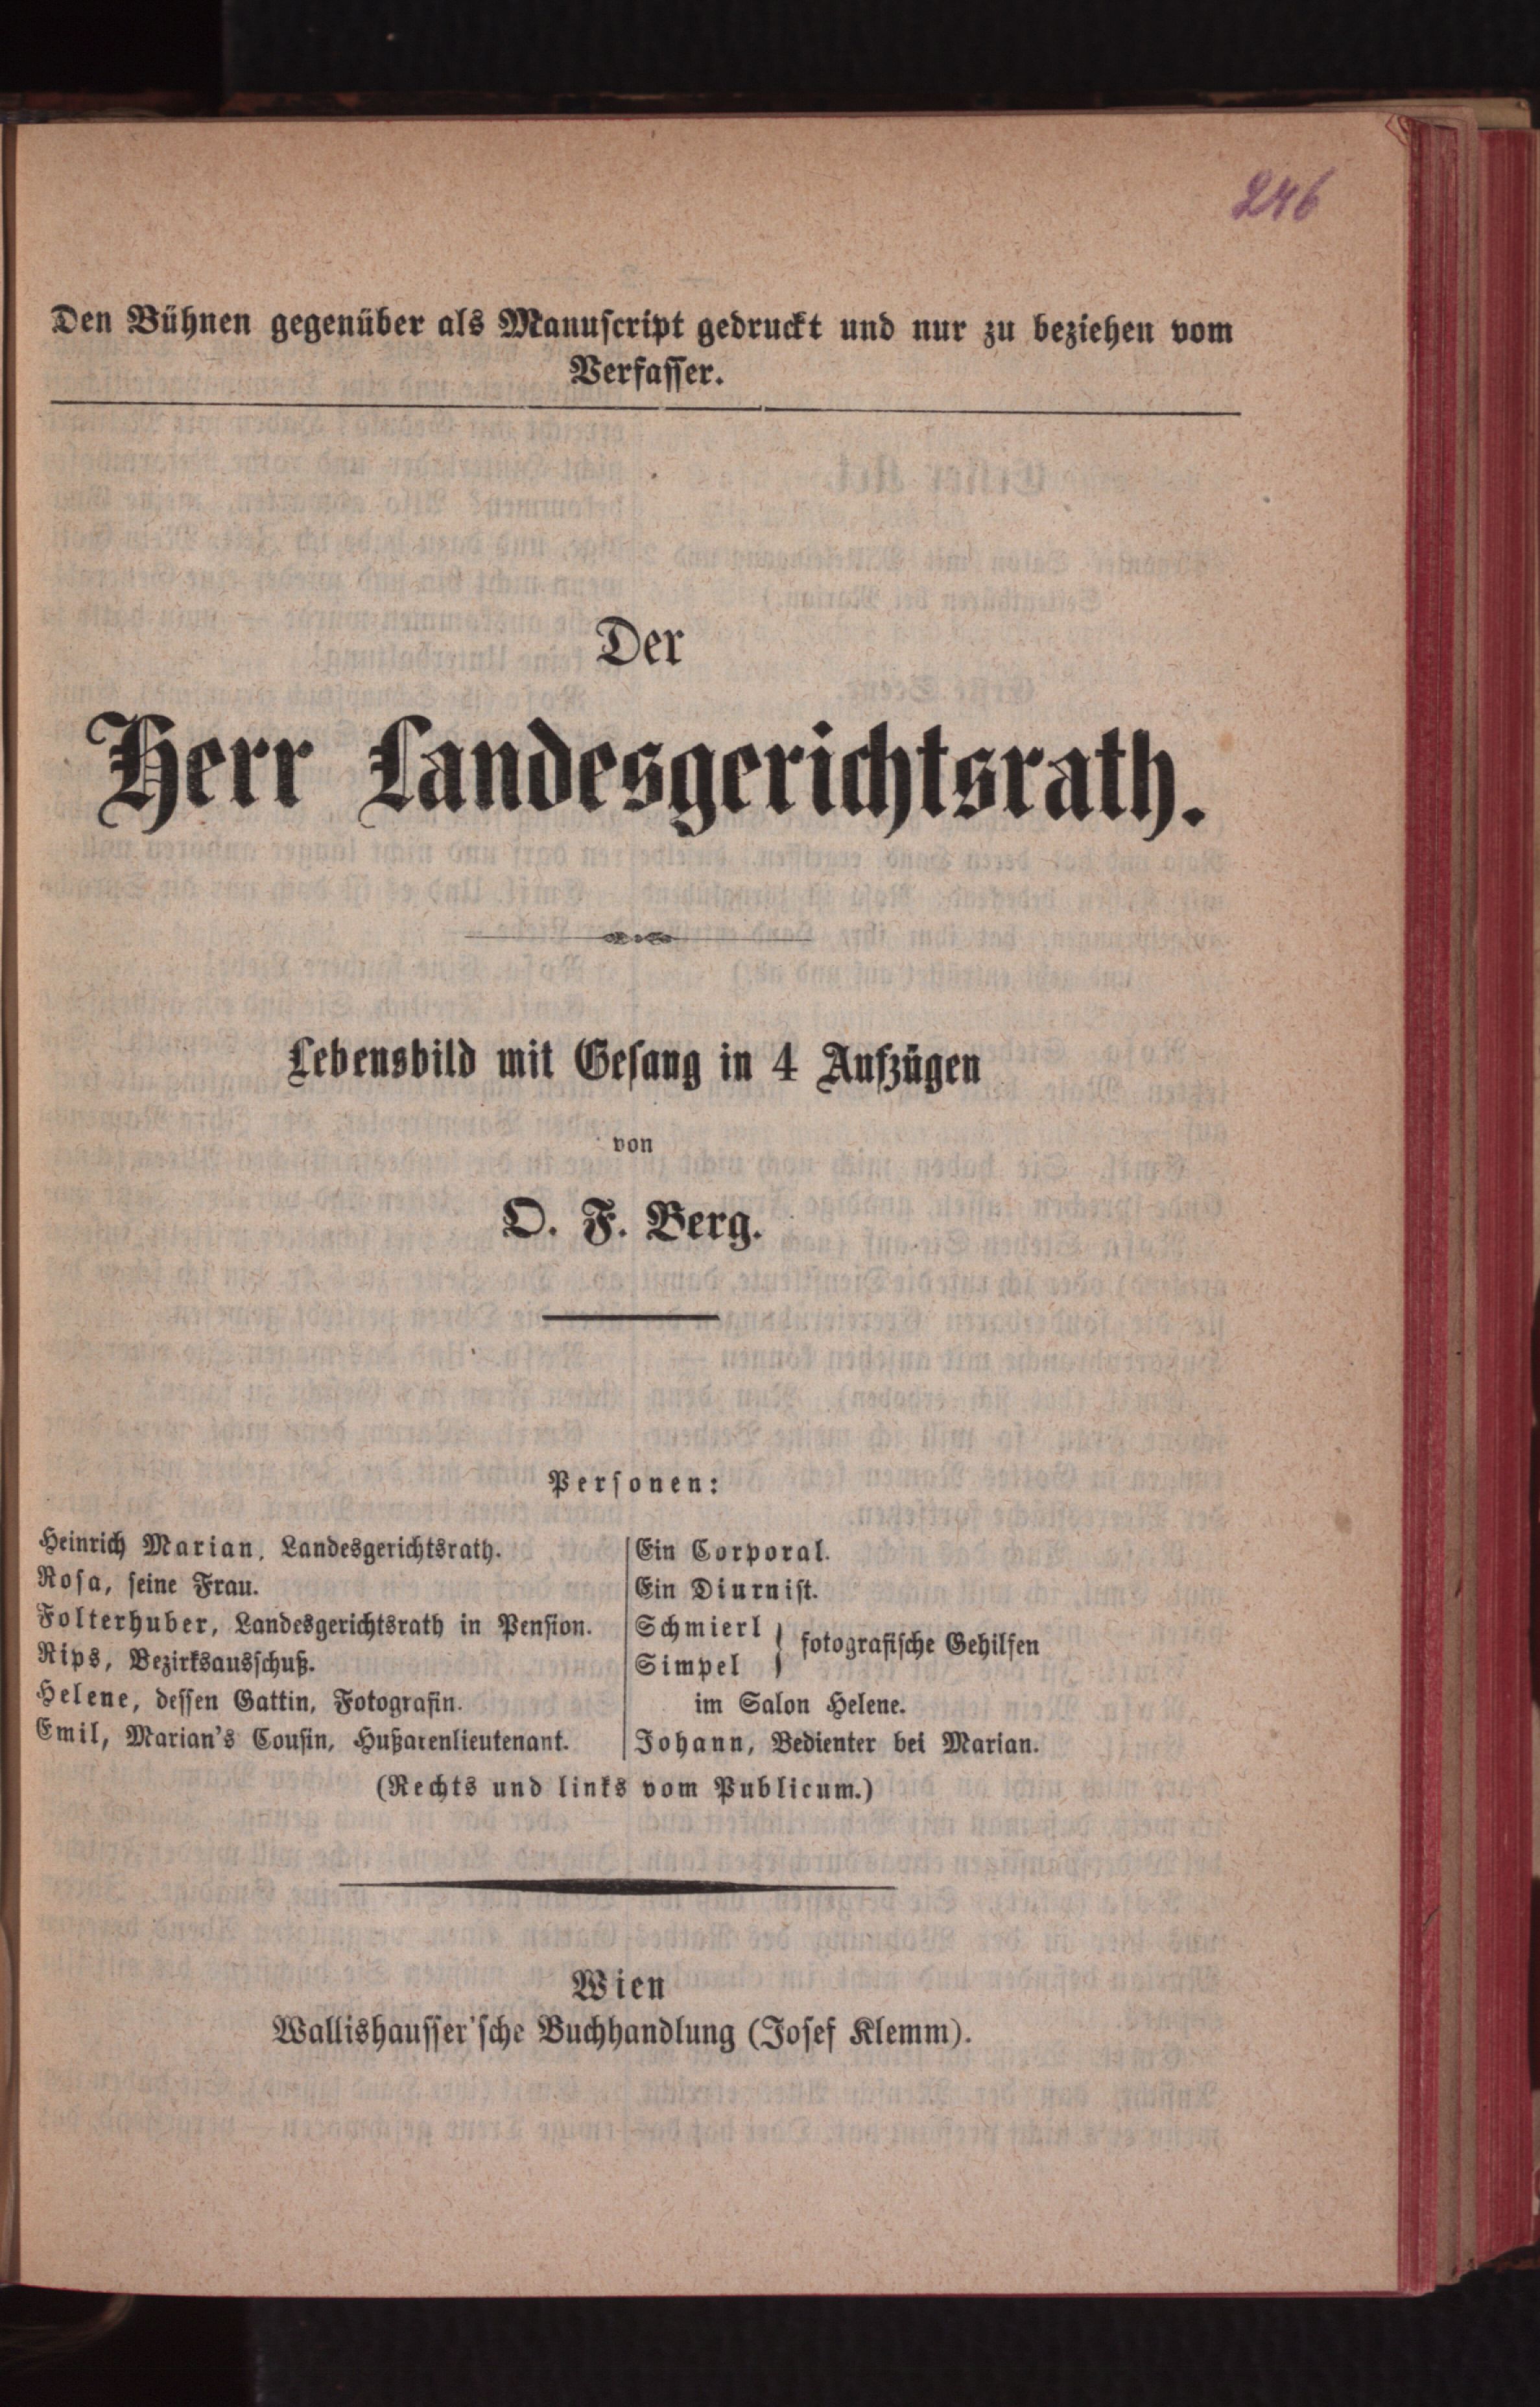 246
Den Bühnen gegenüber als Manuscript gedruckt und nur zu beziehen vom
Verfasser.
Der
Herr Landesgerichtsrath.
Lebensbild mit Gesang in 4 Aufzügen
von
O. F. Berg.
Personen:
Heinrich Marian, Landesgerichtsrath.
Rosa, seine Frau.
Folterhuber, Landesgerichtsrath in Pension.
Rips, Bezirksausschuß.
Helene, dessen Gattin, Fotografin.
Emil, Marian's Cousin, Hußarenlieutenant.
Ein Corporal.
Ein Diurnist.
Schmierl
Simpel
} fotografische Gehilfen
im Salon Helene.
Johann, Bedienter bei Marian.
(Rechts und links vom Publicum.)
Wien
Wallishausser'sche Buchhandlung (Josef Klemm).